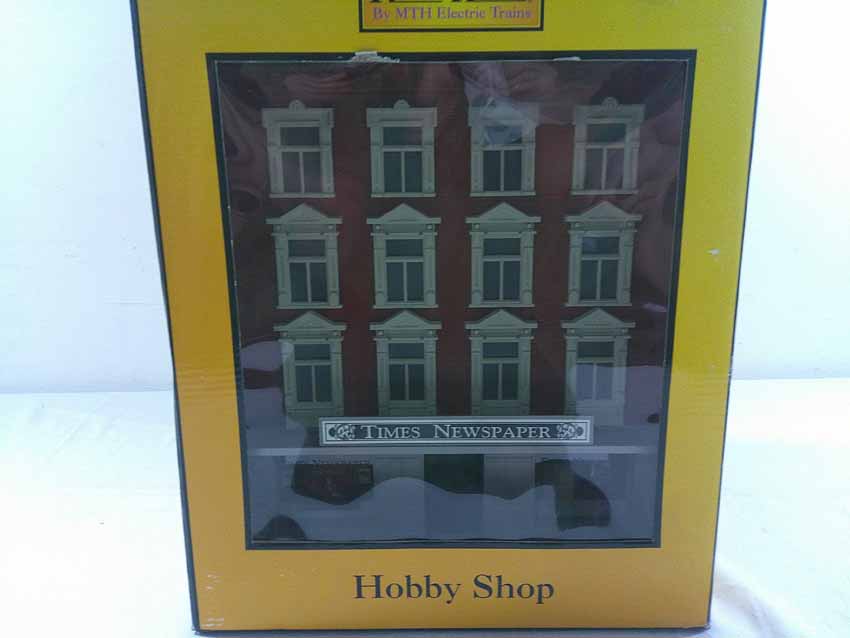 By MTH Electric Trains
TIMES NEWSPAPER
Hobby Shop